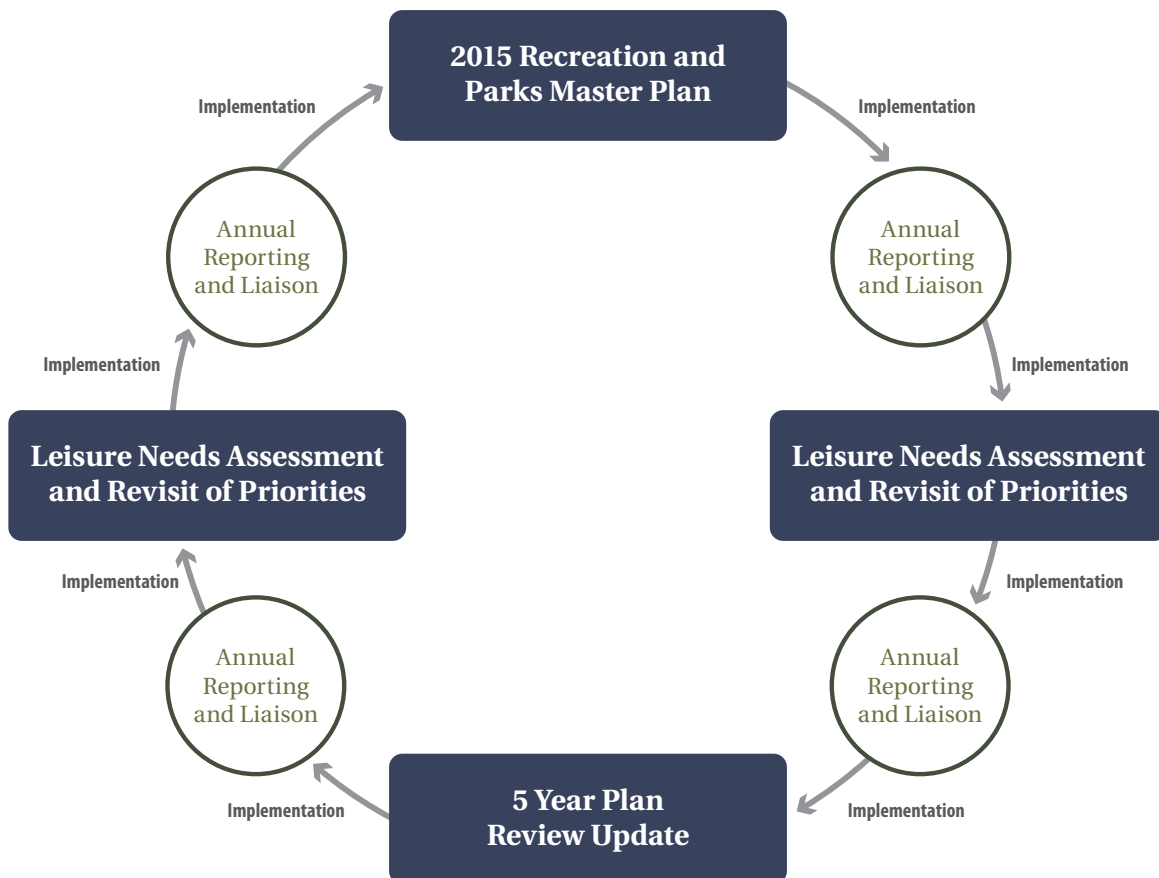 2015 Recreation and
Parks Master Plan
Implementation
Implementation
Annual
Reporting
and Liaison
Annual
Reporting
and Liaison
Implementation
Implementation
Leisure Needs Assessment
and Revisit of Priorities
Leisure Needs Assessment
and Revisit of Priorities
Implementation
Implementation
Annual
Reporting
and Liaison
Annual
Reporting
and Liaison
Implementation
Implementation
5 Year Plan
Review Update